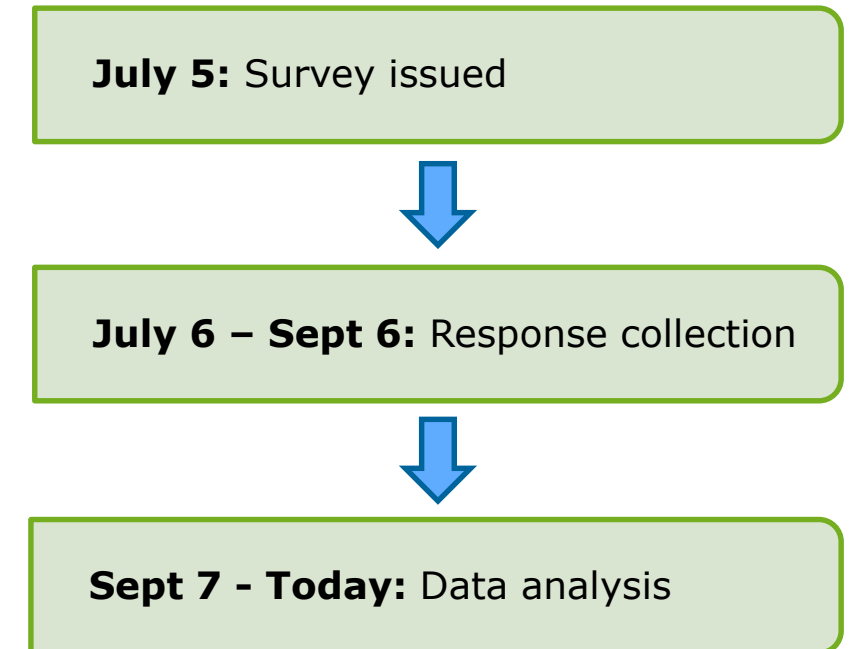 July 5: Survey issued
July 6 – Sept 6: Response collection
Sept 7 - Today: Data analysis